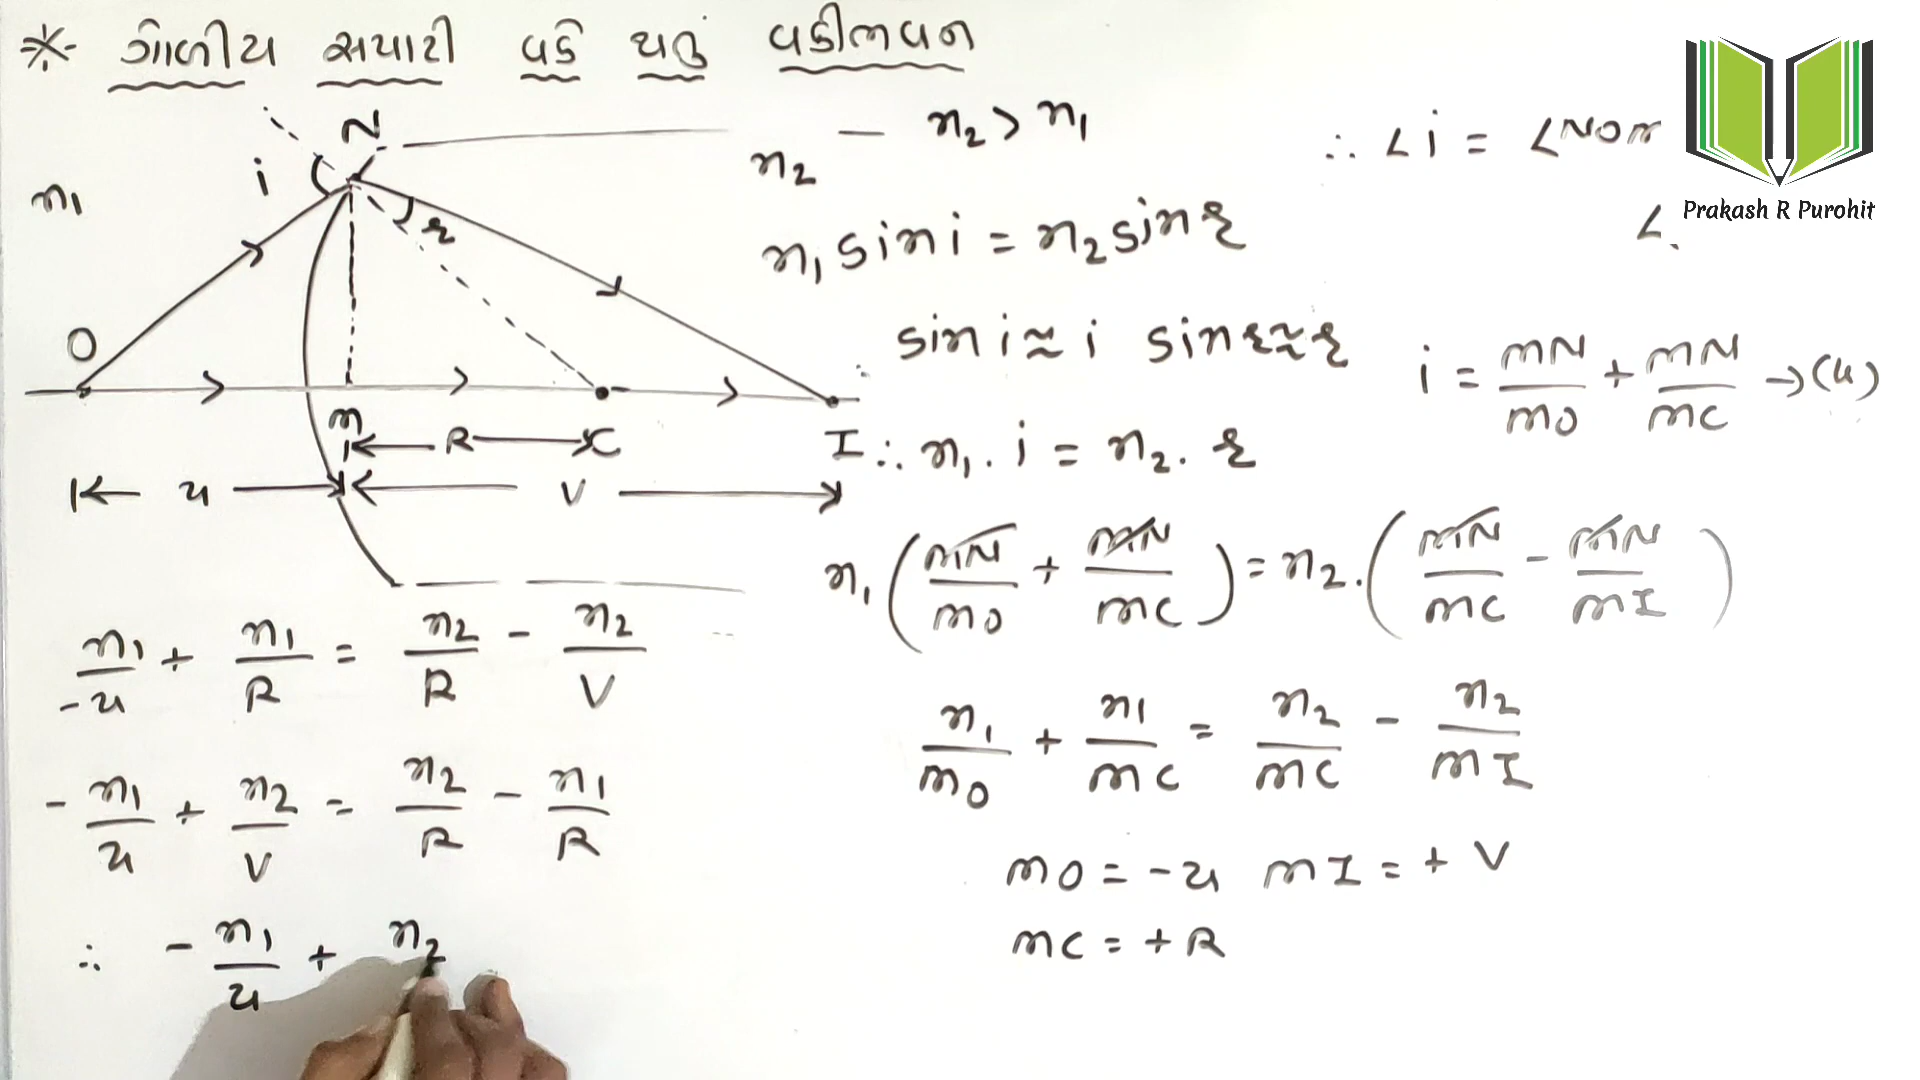 * ગોળીય સપાટી વડે થતું વક્રીભવન
N
i
n₁
n₂
r
O
M
R
C
I
u
V
- n₂ > n₁
n₁ sin i = n₂ sin r
∴ sin i ≈ i sin r ≈ r
∴ n₁ . i = n₂ . r
n₁ (MN/MO + MN/MC) = n₂ . (MN/MC - MN/MI)
n₁/MO + n₁/MC = n₂/MC - n₂/MI
MO = -u MI = + V
MC = + R
∴ ∠i = ∠NOM
∠
i = MN/MO + MN/MC → (4)
n₁/-u + n₁/R = n₂/R - n₂/V
- n₁/u + n₂/V = n₂/R - n₁/R
∴ - n₁/u + n₂
Prakash R Purohit